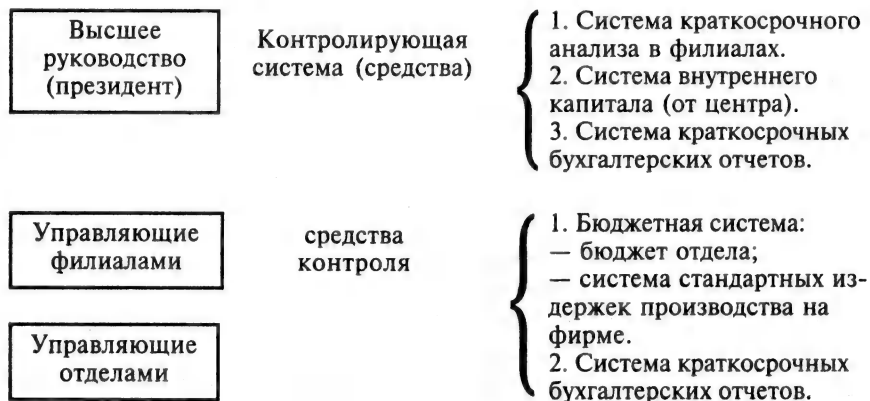 Высшее
руководство
(президент)
Контролирующая
система (средства)
1. Система краткосрочного
анализа в филиалах.
2. Система внутреннего
капитала (от центра).
3. Система краткосрочных
бухгалтерских отчетов.
Управляющие
филиалами
Управляющие
отделами
средства
контроля
1. Бюджетная система:
— бюджет отдела;
— система стандартных из-
держек производства на
фирме.
2. Система краткосрочных
бухгалтерских отчетов.